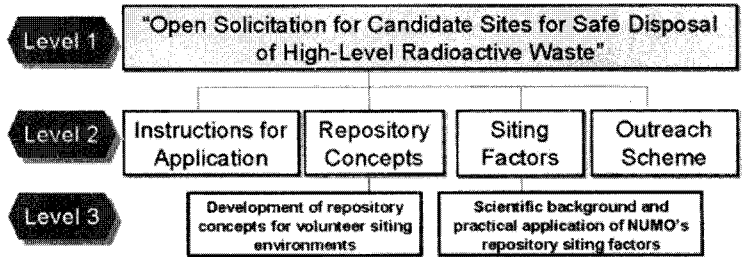 Level 1
"Open Solicitation for Candidate Sites for Safe Disposal
of High-Level Radioactive Waste"
Level 2
Instructions for
Application
Repository
Concepts
Siting
Factors
Outreach
Scheme
Level 3
Development of repository
concepts for volunteer siting
environments
Scientific background and
practical application of NUMO's
repository siting factors